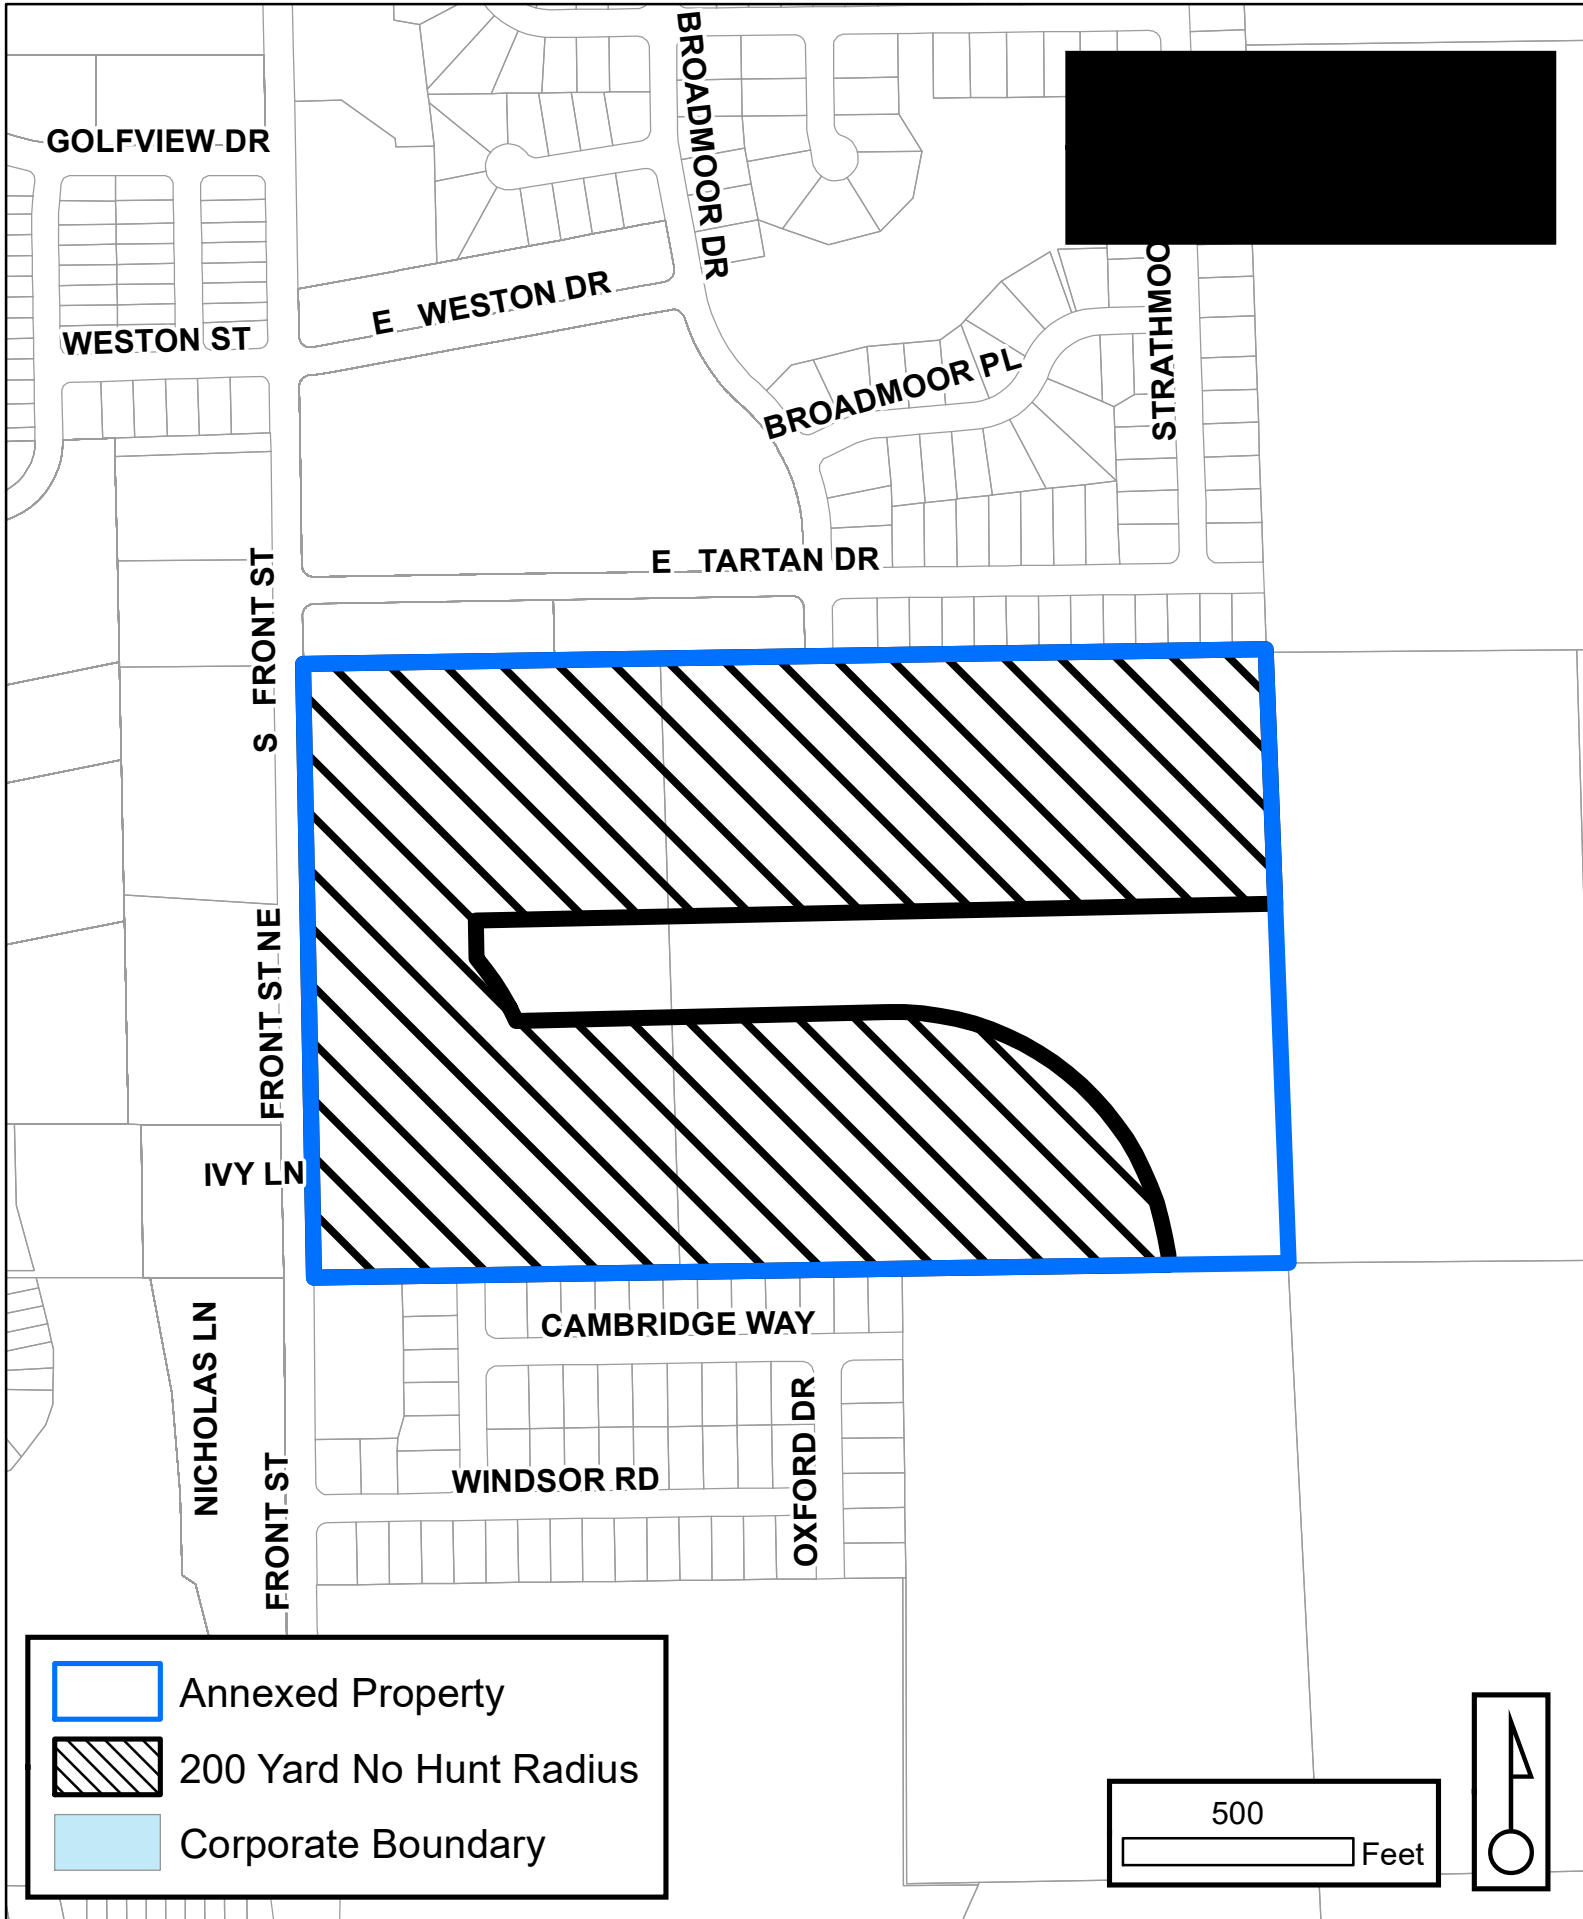 BROADMOOR DR
GOLFVIEW DR
E WESTON DR
WESTON ST
BROADMOOR PL
E TARTAN DR
S FRONT ST
FRONT ST NE
IVY LN
NICHOLAS LN
CAMBRIDGE WAY
OXFORD DR
WINDSOR RD
FRONT ST
Annexed Property
200 Yard No Hunt Radius
Corporate Boundary
500
Feet